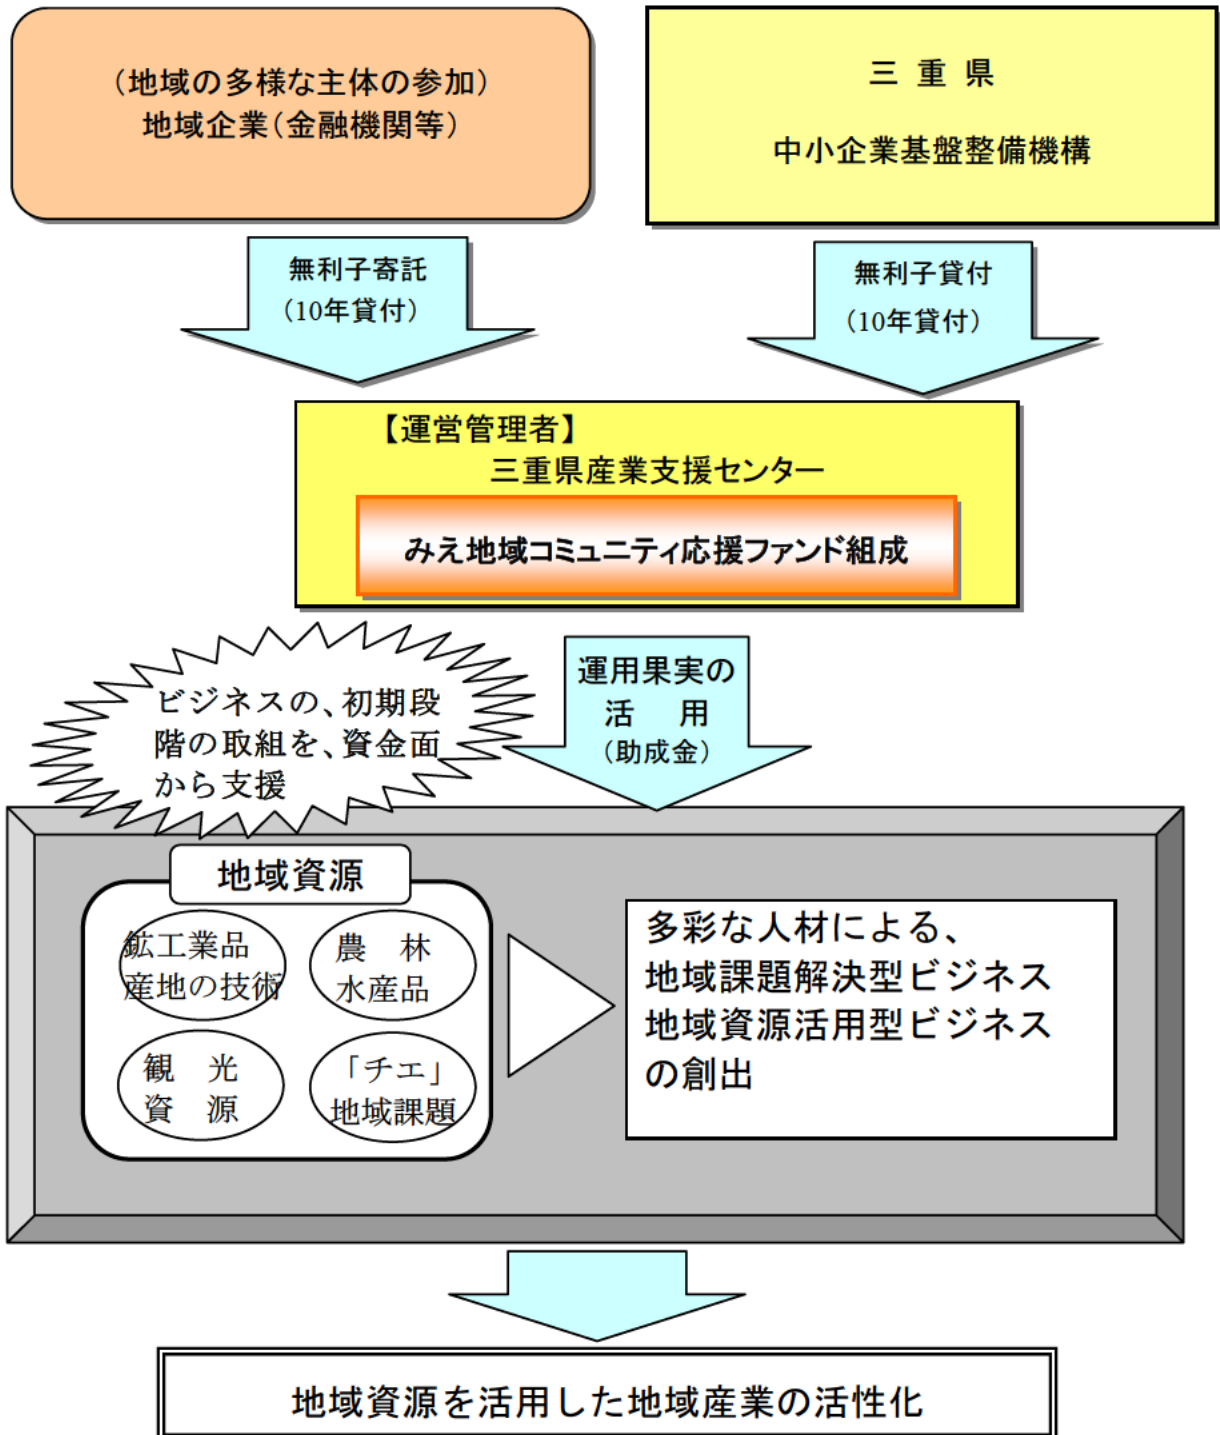 （地域の多様な主体の参加）
地域企業（金融機関等）
三 重 県
中小企業基盤整備機構
無利子寄託
（10年貸付）
無利子貸付
（10年貸付）
【運営管理者】
三重県産業支援センター
みえ地域コミュニティ応援ファンド組成
ビジネスの、初期段
階の取組を、資金面
から支援
運用果実の
活　用
（助成金）
地域資源
鉱工業品
産地の技術
農　林
水産品
観　光
資　源
「チエ」
地域課題
多彩な人材による、
地域課題解決型ビジネス
地域資源活用型ビジネス
の創出
地域資源を活用した地域産業の活性化